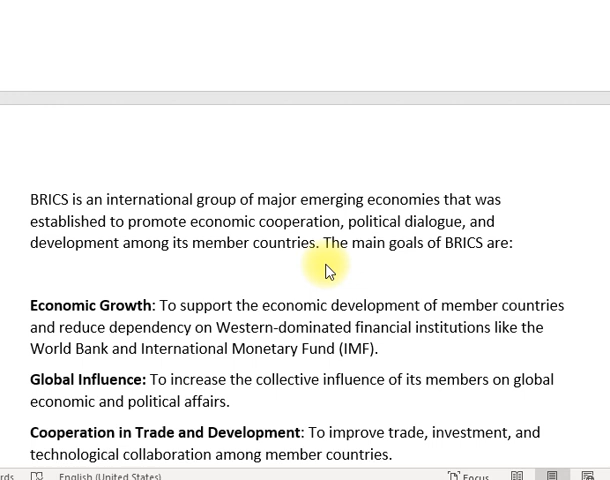 BRICS is an international group of major emerging economies that was
established to promote economic cooperation, political dialogue, and
development among its member countries. The main goals of BRICS are:
Economic Growth: To support the economic development of member countries
and reduce dependency on Western-dominated financial institutions like the
World Bank and International Monetary Fund (IMF).
Global Influence: To increase the collective influence of its members on global
economic and political affairs.
Cooperation in Trade and Development: To improve trade, investment, and
technological collaboration among member countries.
rds English (United States) Focus